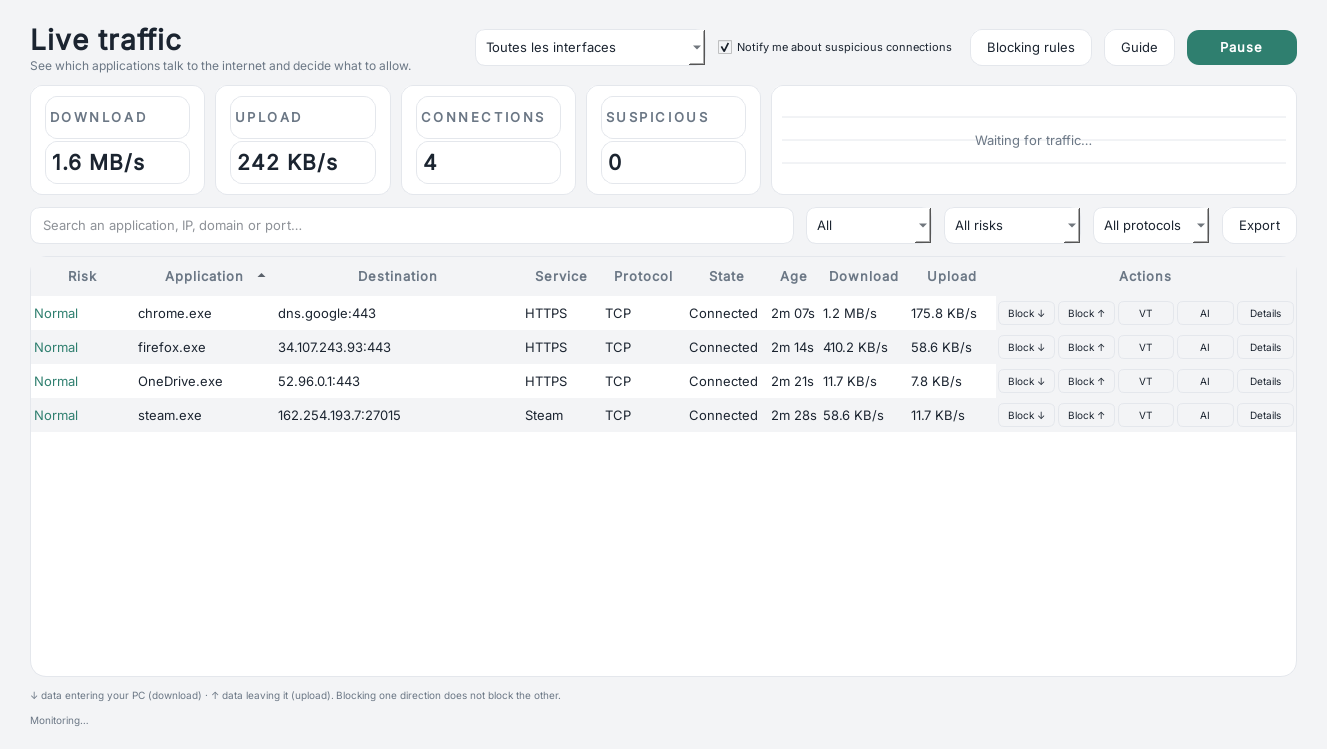 Live traffic
See which applications talk to the internet and decide what to allow.
Toutes les interfaces
Notify me about suspicious connections
Blocking rules
Guide
Pause
DOWNLOAD
1.6 MB/s
UPLOAD
242 KB/s
CONNECTIONS
4
SUSPICIOUS
0
Waiting for traffic...
Search an application, IP, domain or port...
All
All risks
All protocols
Export
Risk Application Destination Service Protocol State Age Download Upload Actions
Normal chrome.exe dns.google:443 HTTPS TCP Connected 2m 07s 1.2 MB/s 175.8 KB/s Block ↓ Block ↑ VT AI Details
Normal firefox.exe 34.107.243.93:443 HTTPS TCP Connected 2m 14s 410.2 KB/s 58.6 KB/s Block ↓ Block ↑ VT AI Details
Normal OneDrive.exe 52.96.0.1:443 HTTPS TCP Connected 2m 21s 11.7 KB/s 7.8 KB/s Block ↓ Block ↑ VT AI Details
Normal steam.exe 162.254.193.7:27015 Steam TCP Connected 2m 28s 58.6 KB/s 11.7 KB/s Block ↓ Block ↑ VT AI Details
↓ data entering your PC (download) · ↑ data leaving it (upload). Blocking one direction does not block the other.
Monitoring...